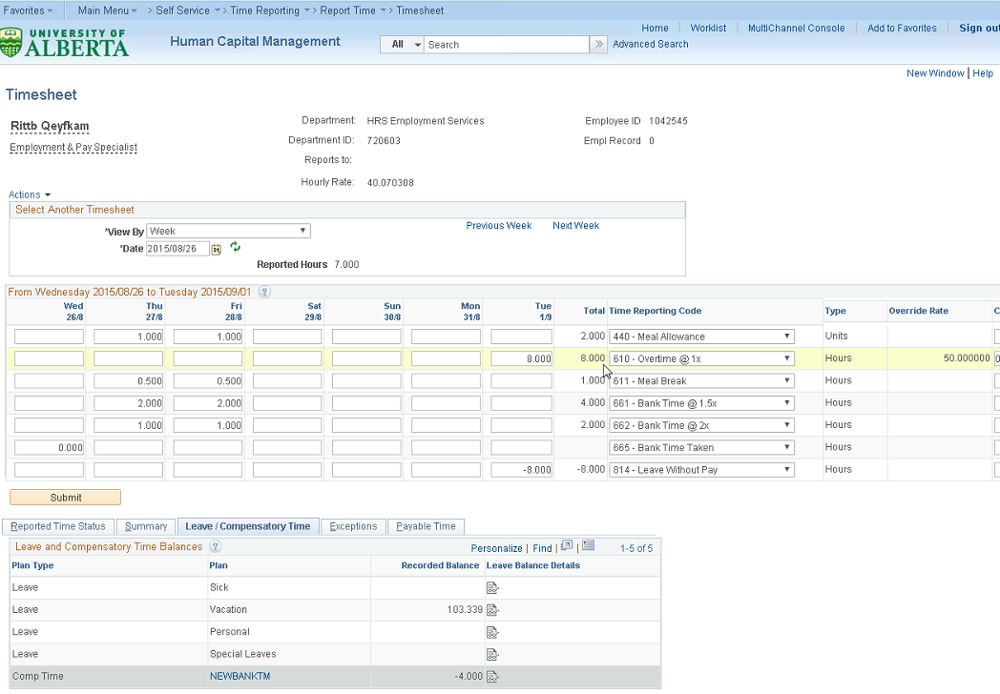 Favorites Main Menu > Self Service > Time Reporting > Report Time > Timesheet
UNIVERSITY OF
ALBERTA
Human Capital Management
All Search
Advanced Search
Home Worklist MultiChannel Console Add to Favorites Sign out
New Window | Help
Timesheet
Rittb Qeyfkam
Employment & Pay Specialist
Department: HRS Employment Services Employee ID 1042545
Department ID: 720603 Empl Record 0
Reports to:
Hourly Rate: 40.070308
Actions
Select Another Timesheet
*View By Week Previous Week Next Week
*Date 2015/08/26
Reported Hours 7.000
From Wednesday 2015/08/26 to Tuesday 2015/09/01 ?
Wed 26/8 Thu 27/8 Fri 28/8 Sat 29/8 Sun 30/8 Mon 31/8 Tue 1/9 Total Time Reporting Code Type Override Rate C
1.000 1.000 2.000 440 - Meal Allowance Units
8.000 8.000 610 - Overtime @ 1x Hours 50.000000 0
0.500 0.500 1.000 611 - Meal Break Hours
2.000 2.000 4.000 661 - Bank Time @ 1.5x Hours
1.000 1.000 2.000 662 - Bank Time @ 2x Hours
0.000 665 - Bank Time Taken Hours
-8.000 -8.000 814 - Leave Without Pay Hours
Submit
Reported Time Status Summary Leave / Compensatory Time Exceptions Payable Time
Leave and Compensatory Time Balances ? Personalize | Find | | 1-5 of 5
Plan Type Plan Recorded Balance Leave Balance Details
Leave Sick
Leave Vacation 103.339
Leave Personal
Leave Special Leaves
Comp Time NEWBANKTM -4.000